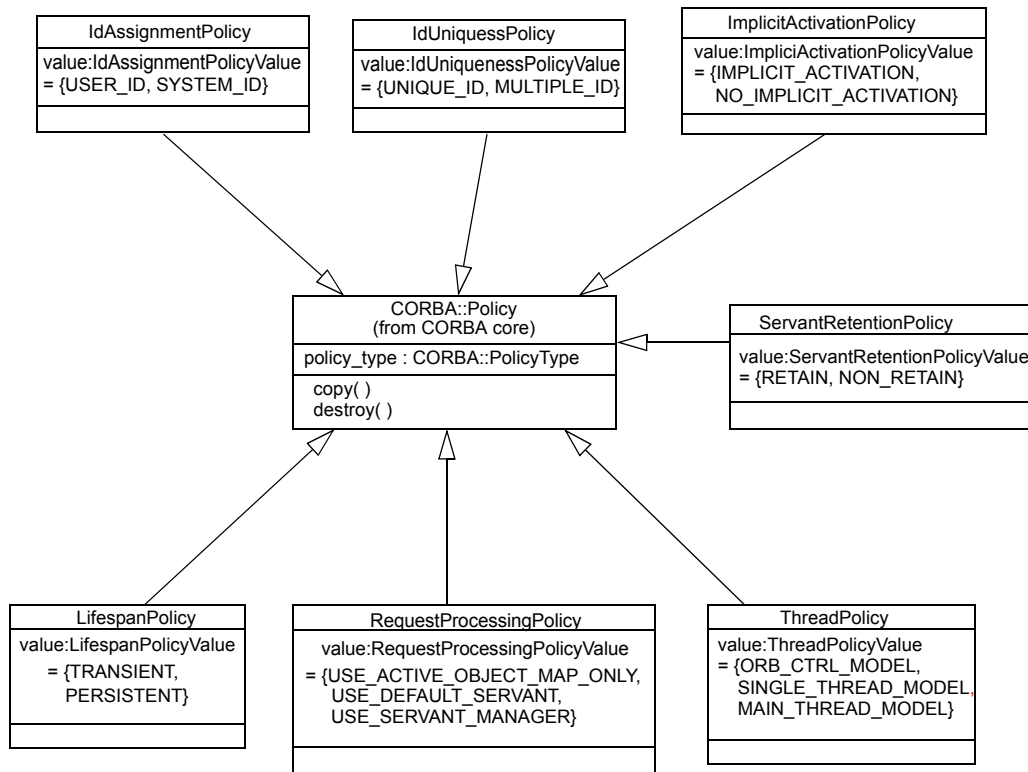 IdAssignmentPolicy
value:IdAssignmentPolicyValue
= {USER_ID, SYSTEM_ID}
IdUniquessPolicy
value:IdUniquenessPolicyValue
= {UNIQUE_ID, MULTIPLE_ID}
ImplicitActivationPolicy
value:ImpliciActivationPolicyValue
= {IMPLICIT_ACTIVATION,
NO_IMPLICIT_ACTIVATION}
CORBA::Policy
(from CORBA core)
policy_type : CORBA::PolicyType
copy( )
destroy( )
ServantRetentionPolicy
value:ServantRetentionPolicyValue
= {RETAIN, NON_RETAIN}
LifespanPolicy
value:LifespanPolicyValue
= {TRANSIENT,
PERSISTENT}
RequestProcessingPolicy
value:RequestProcessingPolicyValue
= {USE_ACTIVE_OBJECT_MAP_ONLY,
USE_DEFAULT_SERVANT,
USE_SERVANT_MANAGER}
ThreadPolicy
value:ThreadPolicyValue
= {ORB_CTRL_MODEL,
SINGLE_THREAD_MODEL,
MAIN_THREAD_MODEL}